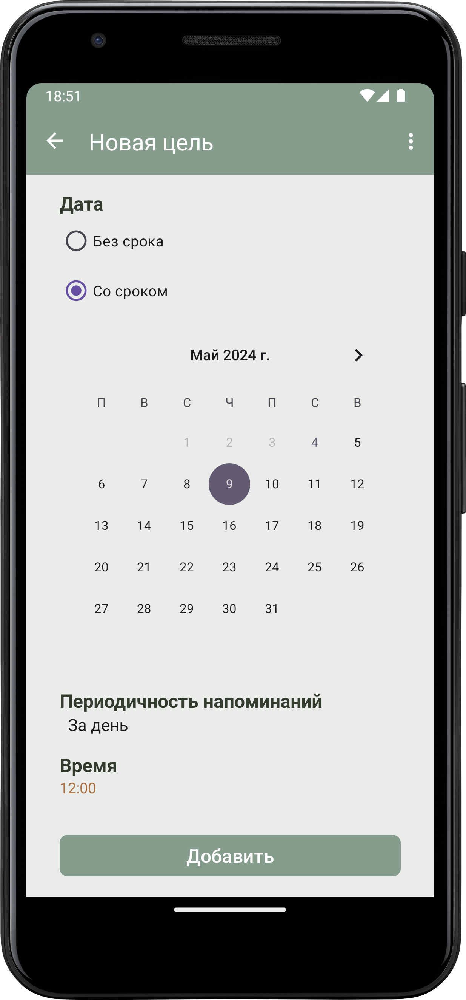 18:51
Новая цель
Дата
Без срока
Со сроком
Май 2024 г.
П В С Ч П С В
1 2 3 4 5
6 7 8 9 10 11 12
13 14 15 16 17 18 19
20 21 22 23 24 25 26
27 28 29 30 31
Периодичность напоминаний
За день
Время
12:00
Добавить